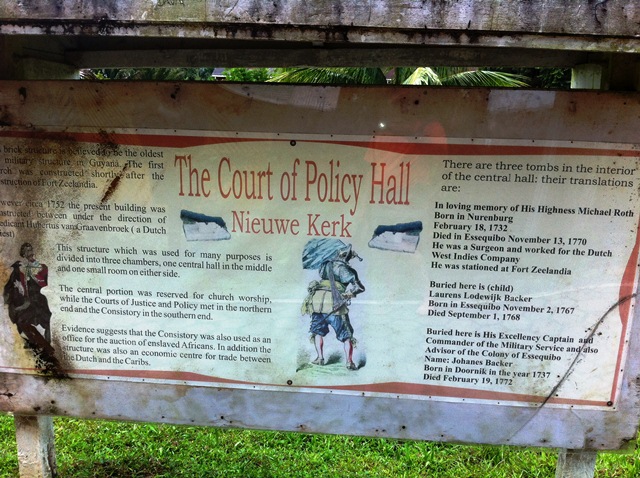 The Court of Policy Hall
Nieuwe Kerk
brick structure is believed to be the oldest
military structure in Guyana. The first
was constructed shortly after the
construction of Fort Zeelandia.
circa 1752 the present building was
between under the direction of
Hubertus van Graavenbroek ( a Dutch
This structure which was used for many purposes is
divided into three chambers, one central hall in the middle
and one small room on either side.
The central portion was reserved for church worship,
while the Courts of Justice and Policy met in the northern
end and the Consistory in the southern end.
Evidence suggests that the Consistory was also used as an
office for the auction of enslaved Africans. In addition the
structure was also an economic centre for trade between
the Dutch and the Caribs.
There are three tombs in the interior
of the central hall: their translations
are:
In loving memory of His Highness Michael Roth
Born in Nurenburg
February 18, 1732
Died in Essequibo November 13, 1770
He was a Surgeon and worked for the Dutch
West Indies Company
He was stationed at Fort Zeelandia
Buried here is (child)
Laurens Lodewijk Backer
Born in Essequibo November 2, 1767
Died September 1, 1768
Buried here is His Excellency Captain and
Commander of the Military Service and also
Advisor of the Colony of Essequibo
Name: Johanes Backer
Born in Doornik in the year 1737
Died February 19, 1772